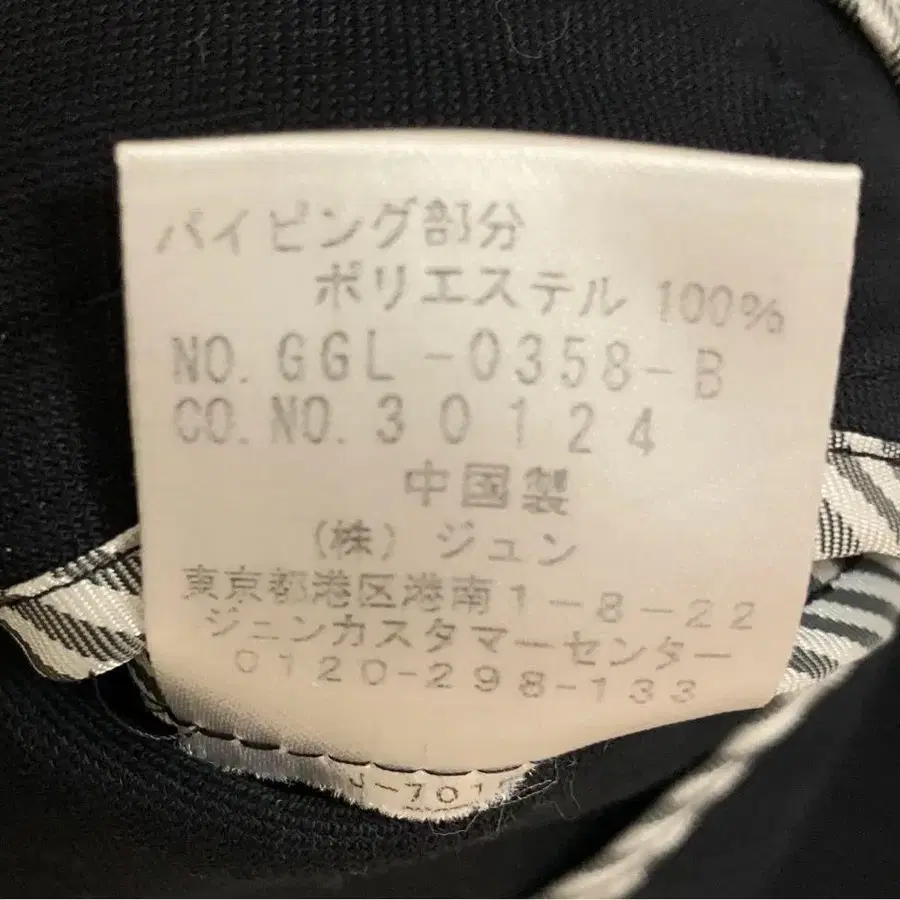 パイピング部分
ポリエステル 100%
NO. GGL-0358-B
CO. NO. 30124
中国製
(株) ジュン
東京都港区港南1-8-22
ジュンカスタマーセンター
0120-298-133